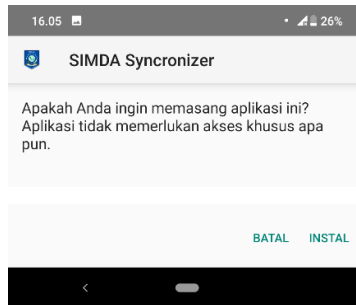 16.05 26%
SIMDA Syncronizer
Apakah Anda ingin memasang aplikasi ini?
Aplikasi tidak memerlukan akses khusus apa
pun.
BATAL INSTAL